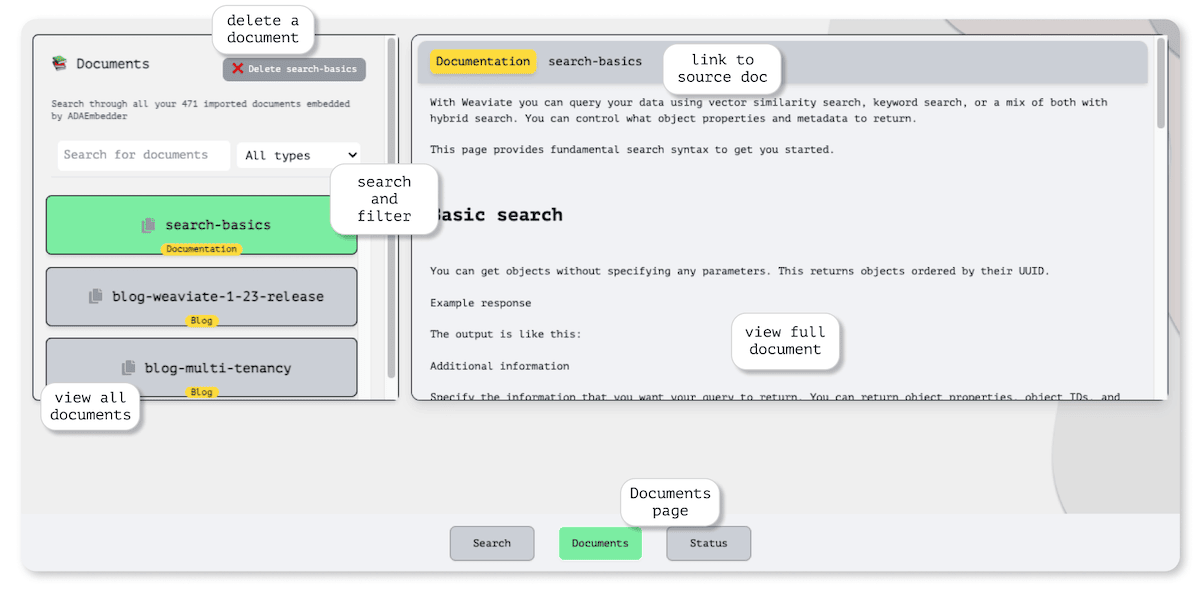 delete a
document
Documents
Delete search-basics
Search through all your 471 imported documents embedded
by ADAEmbedder
Search for documents
All types
search
and
filter
search-basics
Documentation
blog-weaviate-1-23-release
Blog
blog-multi-tenancy
Blog
view all
documents
Documentation
search-basics
link to
source doc
With Weaviate you can query your data using vector similarity search, keyword search, or a mix of both with
hybrid search. You can control what object properties and metadata to return.
This page provides fundamental search syntax to get you started.
Basic search
You can get objects without specifying any parameters. This returns objects ordered by their UUID.
Example response
The output is like this:
Additional information
view full
document
Specify the information that you want your query to return. You can return object properties, object IDs, and
Documents
page
Search
Documents
Status